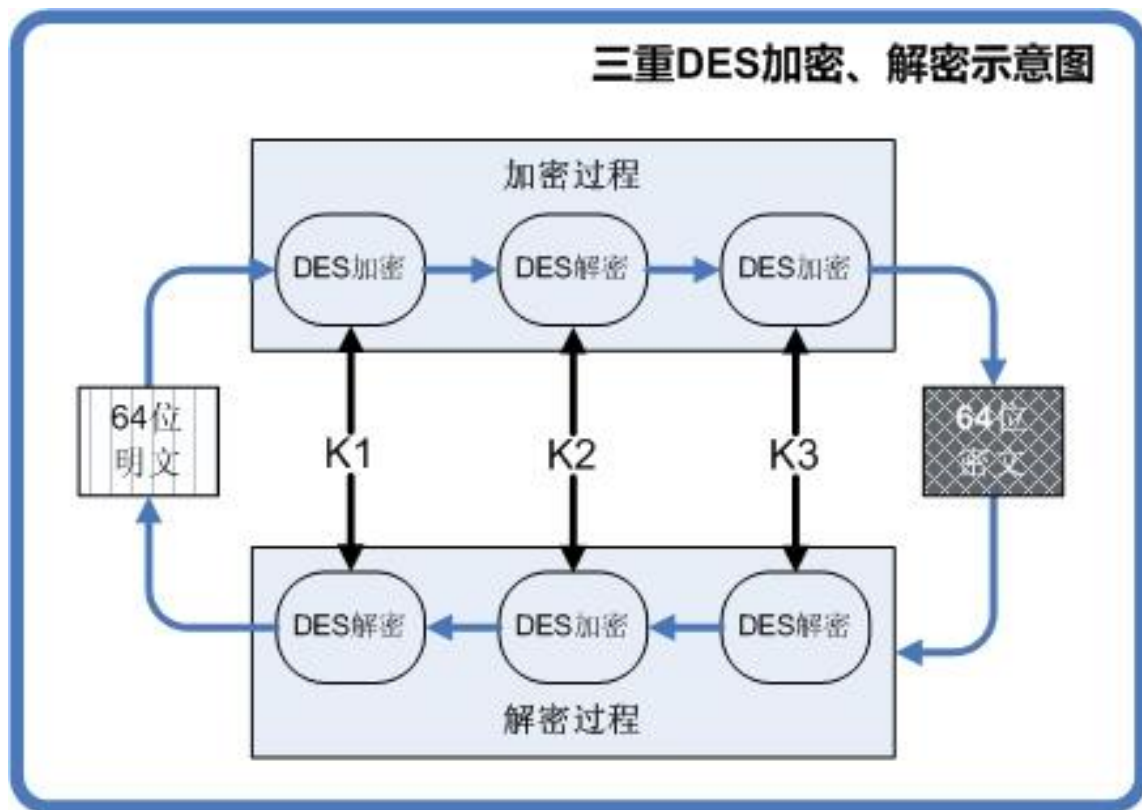 三重DES加密、解密示意图
加密过程
DES加密
DES解密
DES加密
64位
明文
K1
K2
K3
64位
密文
DES解密
DES加密
DES解密
解密过程